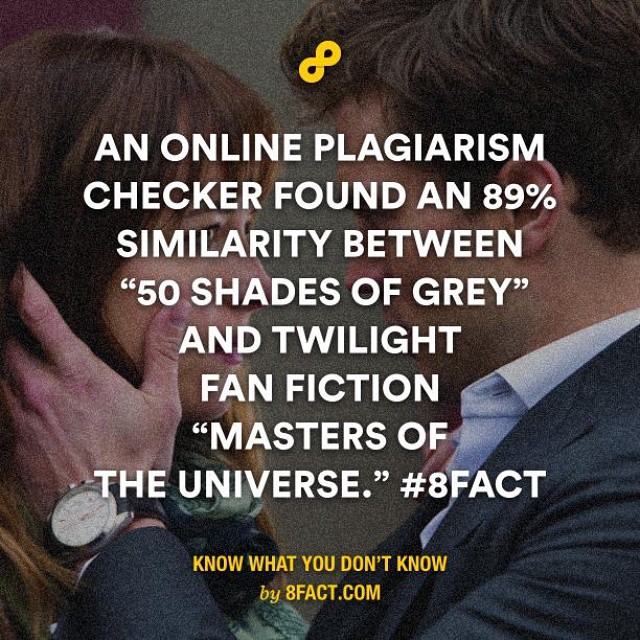 AN ONLINE PLAGIARISM
CHECKER FOUND AN 89%
SIMILARITY BETWEEN
“50 SHADES OF GREY”
AND TWILIGHT
FAN FICTION
“MASTERS OF
THE UNIVERSE.” #8FACT
KNOW WHAT YOU DON’T KNOW
by 8FACT.COM